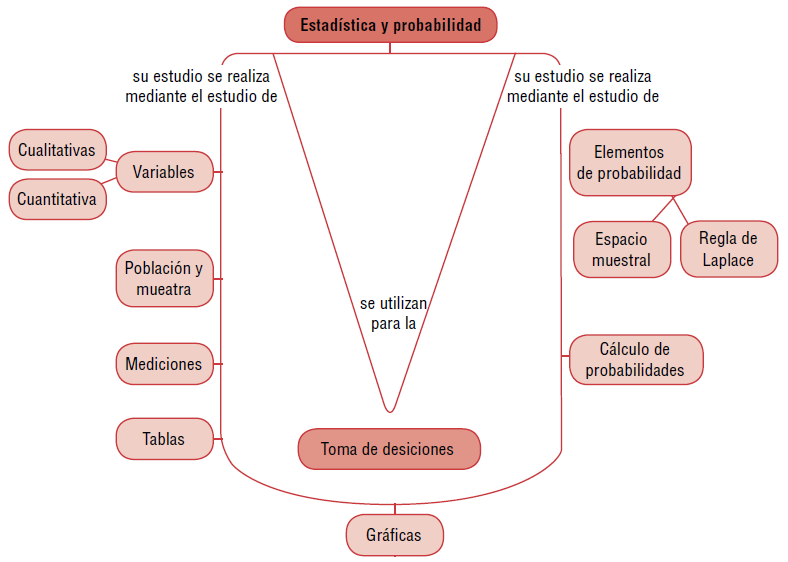 Estadística y probabilidad
su estudio se realiza
mediante el estudio de
su estudio se realiza
mediante el estudio de
Cualitativas
Cuantitativa
Variables
Población y
mueatra
Mediciones
Tablas
se utilizan
para la
Toma de desiciones
Elementos
de probabilidad
Espacio
muestral
Regla de
Laplace
Cálculo de
probabilidades
Gráficas